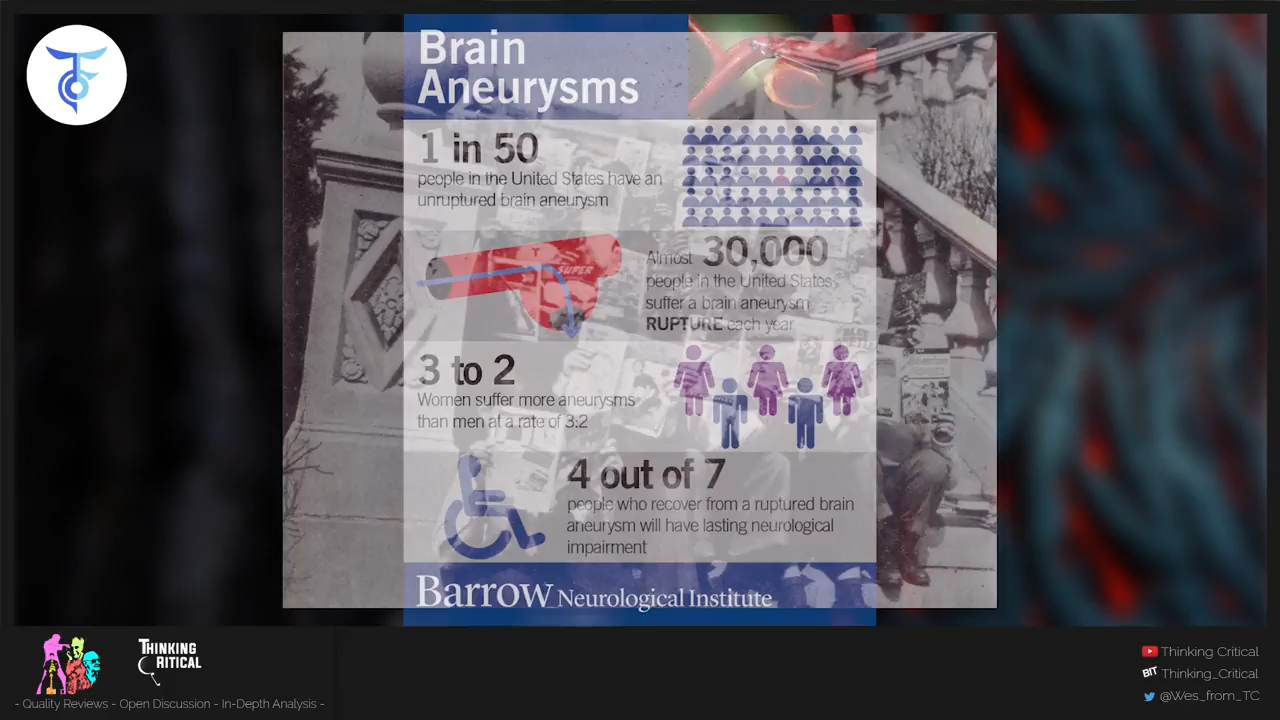 Brain
Aneurysms
1 in 50
people in the United States have an
unruptured brain aneurysm
Almost 30,000
people in the United States
suffer a brain aneurysm
RUPTURE each year
SUPER
3 to 2
Women suffer more aneurysms
than men at a rate of 3:2
4 out of 7
people who recover from a ruptured brain
aneurysm will have lasting neurological
impairment
Barrow Neurological Institute
THINKING
CRITICAL
- Quality Reviews - Open Discussion - In-Depth Analysis -
Thinking Critical
BIT Thinking_Critical
@Wes_from_TC